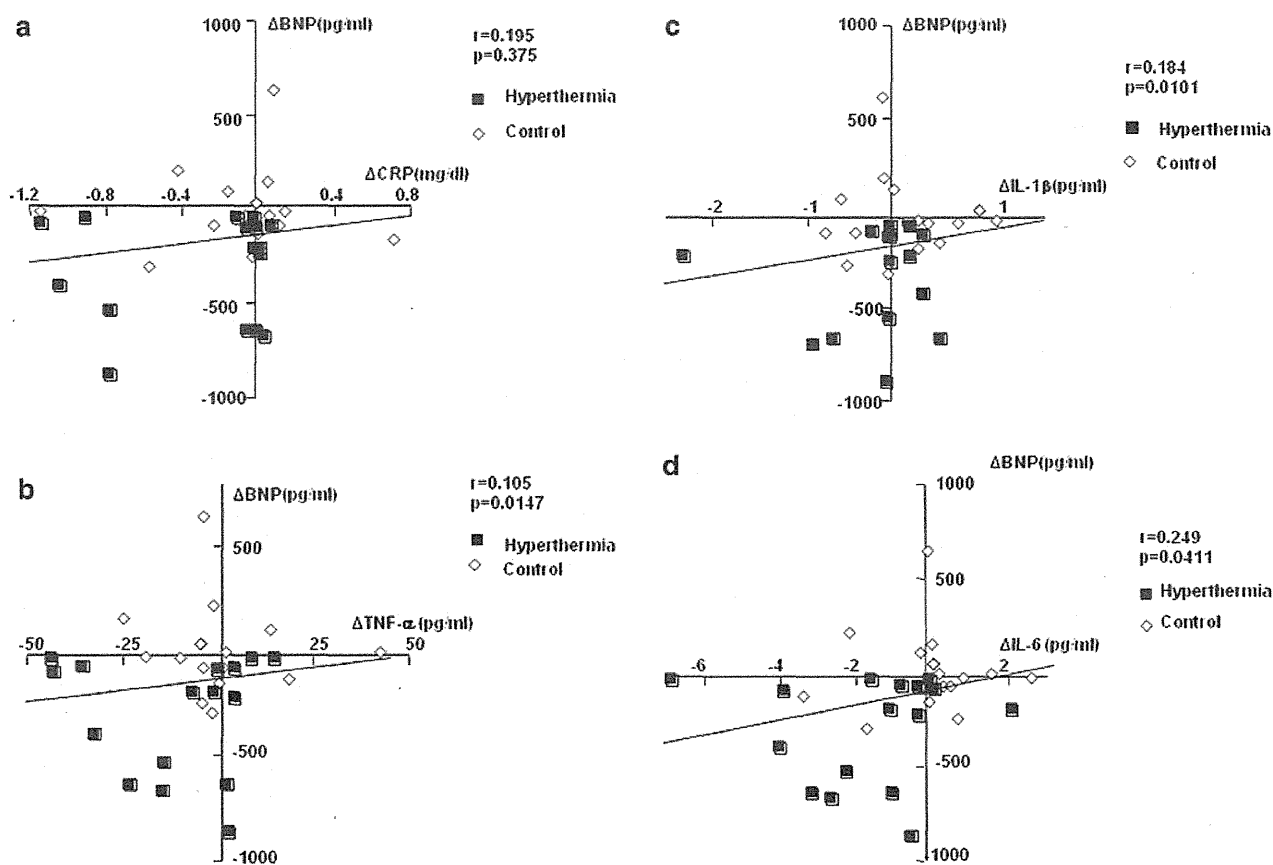 a
ΔBNP(pg/ml)
1000
500
-500
-1000
r=0.195
p=0.375
Hyperthermia
Control
ΔCRP(mg/dl)
-1.2 -0.8 -0.4 0.4 0.8
c
ΔBNP(pg/ml)
1000
500
-500
-1000
r=0.184
p=0.0101
Hyperthermia
Control
ΔIL-1β(pg/ml)
-2 -1 1
b
ΔBNP(pg/ml)
500
-500
-1000
r=0.105
p=0.0147
Hyperthermia
Control
ΔTNF-α(pg/ml)
-50 -25 25 50
d
ΔBNP(pg/ml)
1000
500
-500
-1000
r=0.249
p=0.0411
Hyperthermia
Control
ΔIL-6(pg/ml)
-6 -4 -2 2